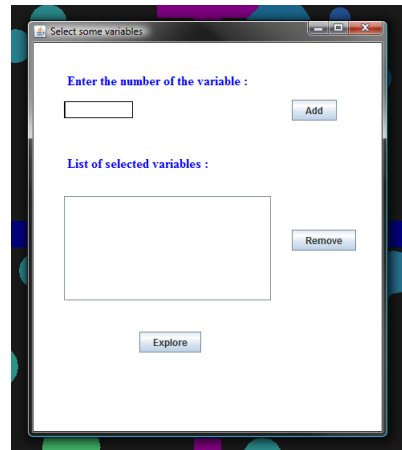 Select some variables
Enter the number of the variable :
Add
List of selected variables :
Remove
Explore